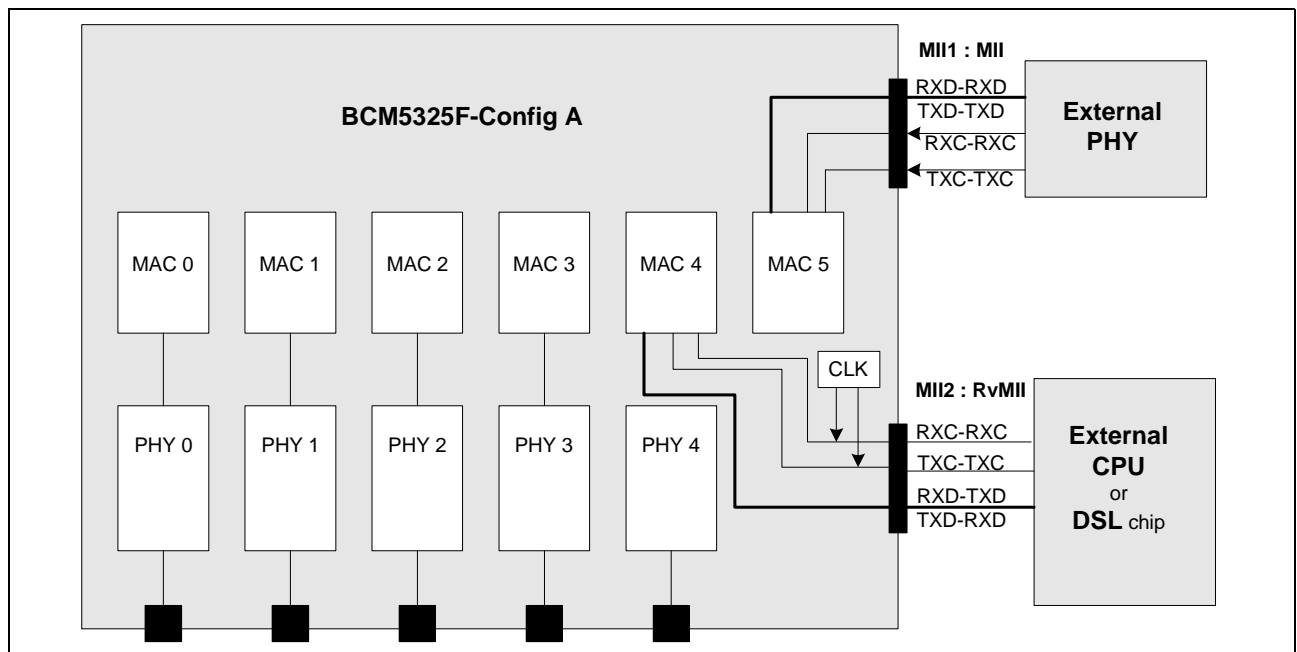 MII1 : MII
BCM5325F-Config A
RXD-RXD
TXD-TXD
RXC-RXC
TXC-TXC
External
PHY
MAC 0
MAC 1
MAC 2
MAC 3
MAC 4
MAC 5
CLK
MII2 : RvMII
PHY 0
PHY 1
PHY 2
PHY 3
PHY 4
RXC-RXC
TXC-TXC
RXD-TXD
TXD-RXD
External
CPU
or
DSL chip